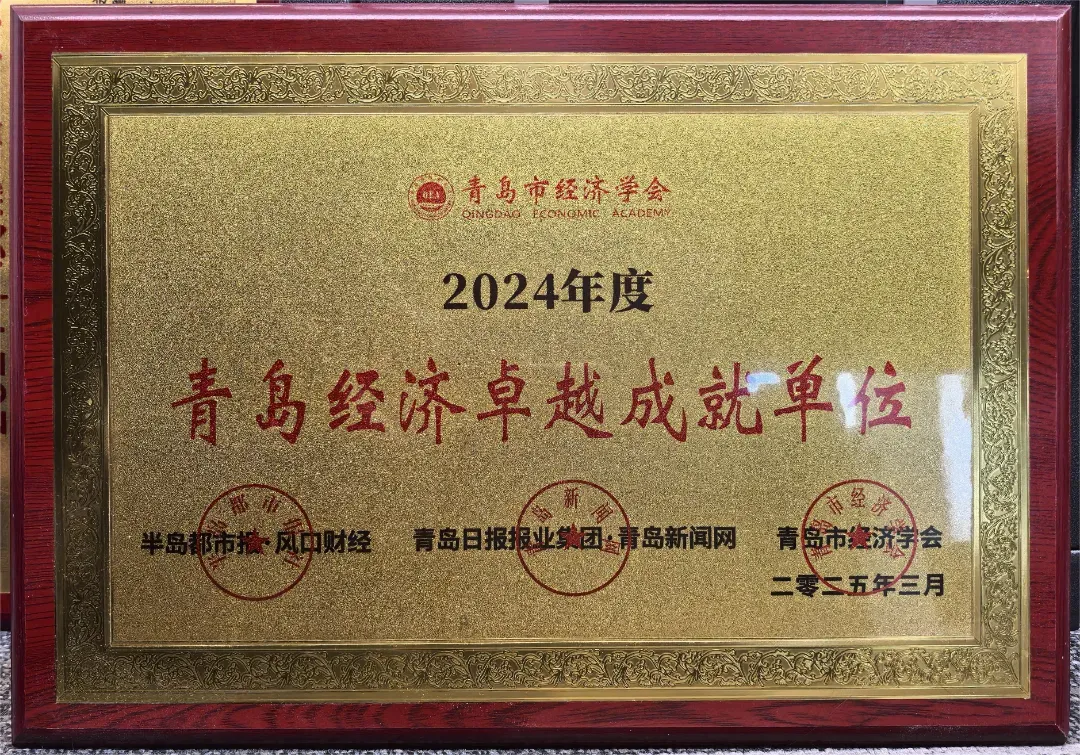 青岛市经济学会
QINGDAO ECONOMIC ACADEMY
2024年度
青岛经济卓越成就单位
半岛都市报·风口财经 青岛日报报业集团·青岛新闻网 青岛市经济学会
二零二五年三月